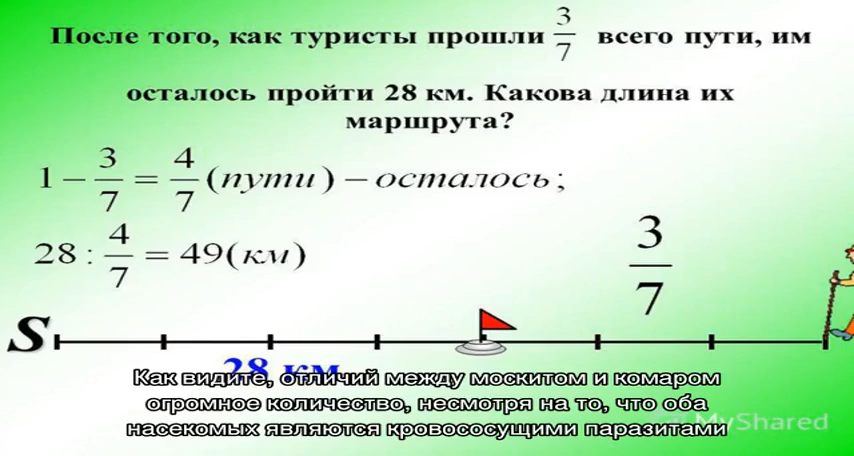 После того, как туристы прошли 3/7 всего пути, им
осталось пройти 28 км. Какова длина их
маршрута?
1 − 3/7 = 4/7 (пути) − осталось;
28 : 4/7 = 49(км)
3/7
S
28 км
Как видите, отличий между москитом и комаром
огромное количество, несмотря на то, что оба
насекомых являются кровососущими паразитами
MyShared